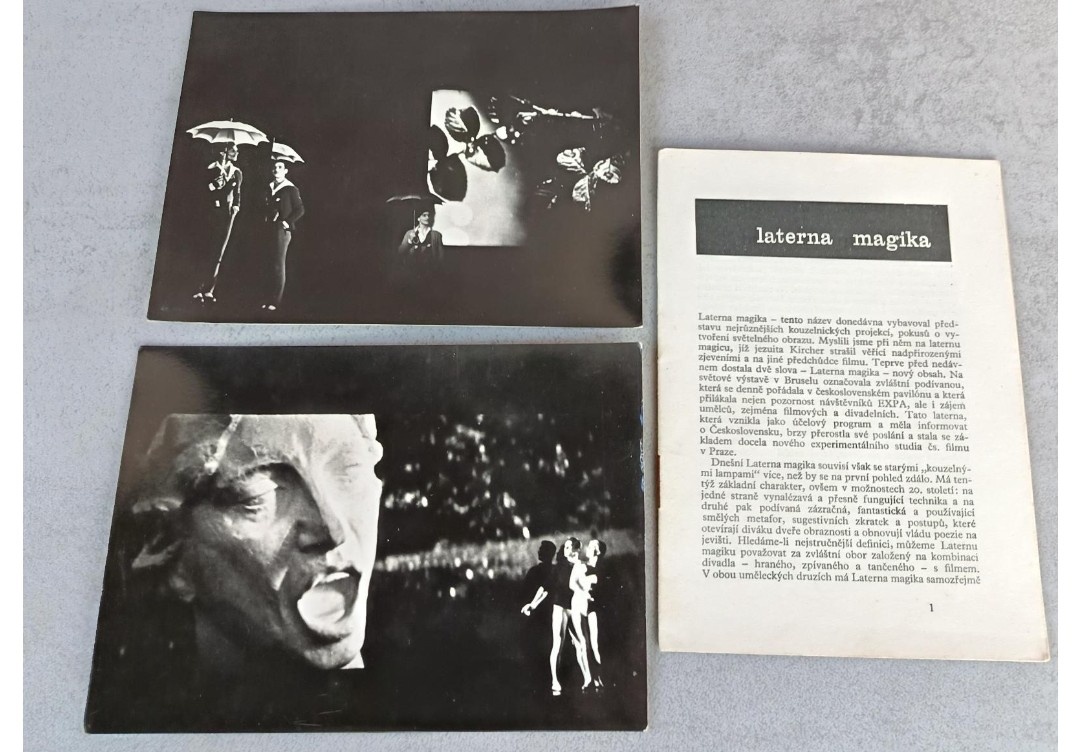 laterna magika
Laterna magika – tento název donedávna vybavoval před-
stavu nejrůznějších kouzelnických projekcí, pokusů o vy-
tvoření světelného obrazu. Myslili jsme při něm na laternu
magicu, jíž jezuita Kircher strašil věřící nadpřirozenými
zjeveními a na jiné předchůdce filmu. Teprve před nedáv-
nem dostala dvě slova – Laterna magika – nový obsah. Na
světové výstavě v Bruselu označovala zvláštní podívanou,
která se denně pořádala v československém pavilónu a která
přilákala nejen pozornost návštěvníků EXPA, ale i zájem
umělců, zejména filmových a divadelních. Tato laterna,
která vznikla jako účelový program a měla informovat
o Československu, brzy přerostla své poslání a stala se zá-
kladem docela nového experimentálního studia čs. filmu
v Praze.
Dnešní Laterna magika souvisí však se starými „kouzelný-
mi lampami“ více, než by se na první pohled zdálo. Má ten-
týž základní charakter, ovšem v možnostech 20. století: na
jedné straně vynalézavá a přesně fungující technika a na
druhé pak podívaná zázračná, fantastická a používající
smělých metafor, sugestivních zkratek a postupů, které
otevírají diváku dveře obraznosti a obnovují vládu poezie na
jevišti. Hledáme-li nejstručnější definici, můžeme Laternu
magiku považovat za zvláštní obor založený na kombinaci
divadla – hraného, zpívaného a tančeného – s filmem.
V obou uměleckých druzích má Laterna magika samozřejmě
1